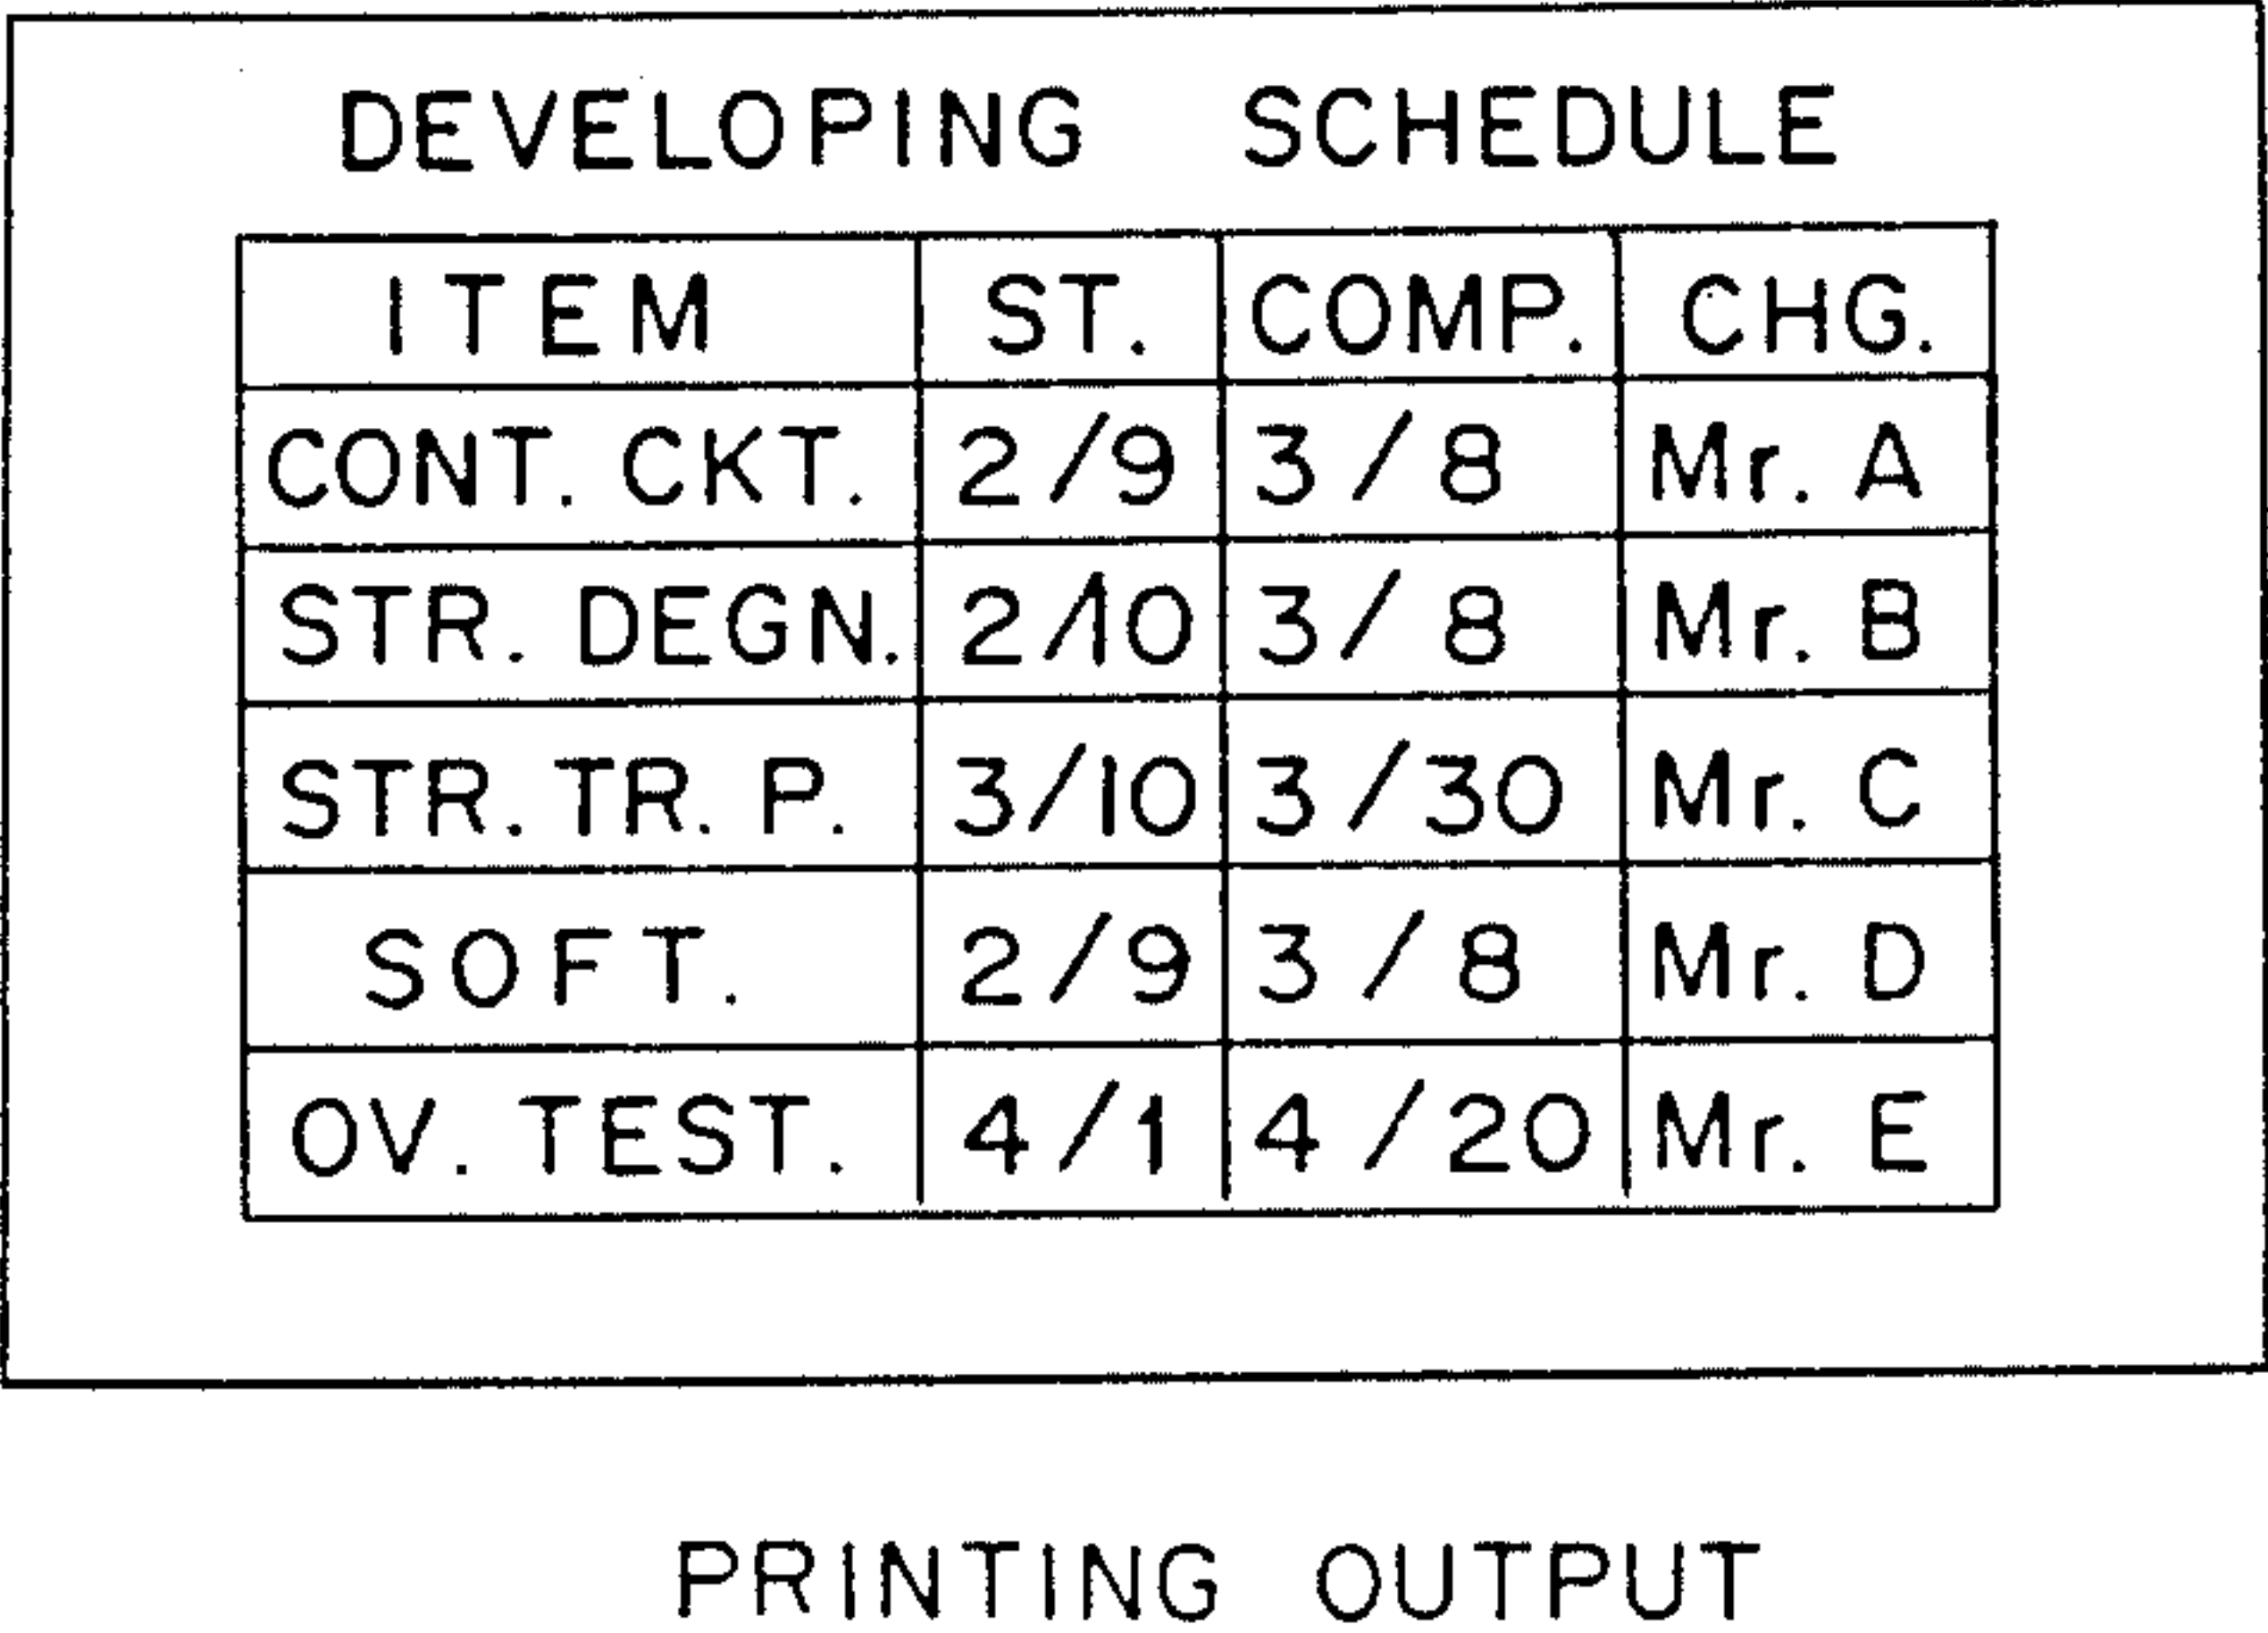 DEVELOPING SCHEDULE
ITEM ST. COMP. CHG.
CONT. CKT. 2/9 3/8 Mr. A
STR. DEGN. 2/10 3/8 Mr. B
STR. TR. P. 3/10 3/30 Mr. C
SOFT. 2/9 3/8 Mr. D
OV. TEST. 4/1 4/20 Mr. E
PRINTING OUTPUT